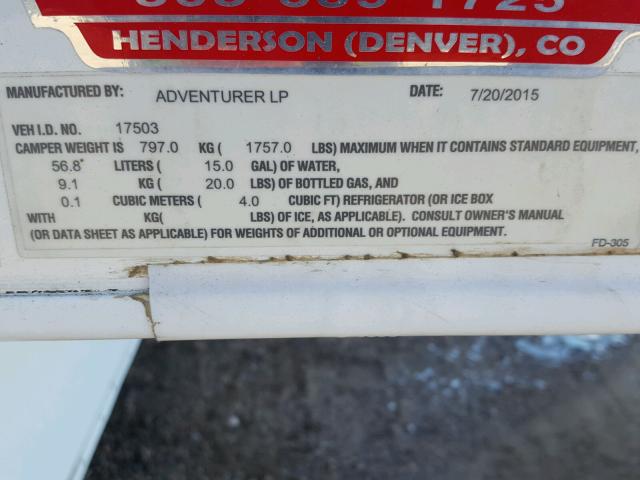 HENDERSON (DENVER), CO
MANUFACTURED BY: ADVENTURER LP DATE: 7/20/2015
VEH I.D. NO. 17503
CAMPER WEIGHT IS 797.0 KG ( 1757.0 LBS) MAXIMUM WHEN IT CONTAINS STANDARD EQUIPMENT,
56.8* LITERS ( 15.0 GAL) OF WATER,
9.1 KG ( 20.0 LBS) OF BOTTLED GAS, AND
0.1 CUBIC METERS ( 4.0 CUBIC FT) REFRIGERATOR (OR ICE BOX
WITH KG( LBS) OF ICE, AS APPLICABLE). CONSULT OWNER'S MANUAL
(OR DATA SHEET AS APPLICABLE) FOR WEIGHTS OF ADDITIONAL OR OPTIONAL EQUIPMENT.
FD-305